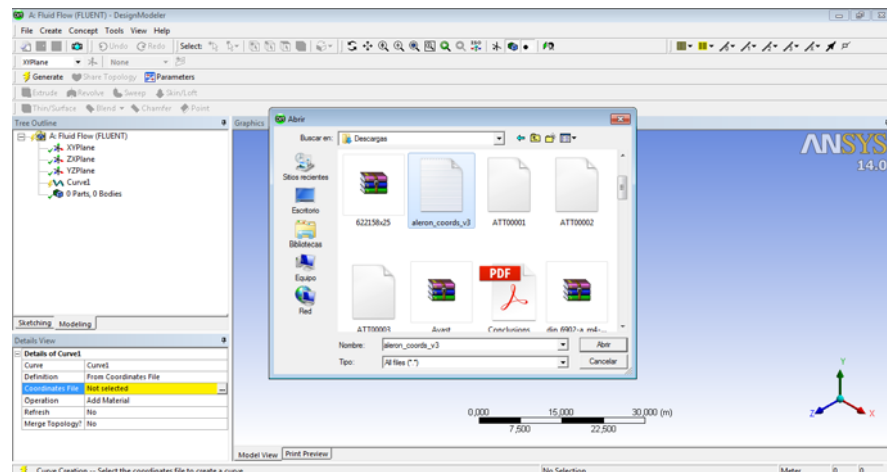 A: Fluid Flow (FLUENT) - DesignModeler
File Create Concept Tools View Help
Undo Redo Select:
XYPlane None
Generate Share Topology Parameters
Extrude Revolve Sweep Skin/Loft
Thin/Surface Blend Chamfer Point
Tree Outline
A: Fluid Flow (FLUENT)
XYPlane
ZXPlane
YZPlane
Curve1
0 Parts, 0 Bodies
Sketching Modeling
Details View
Details of Curve1
Curve Curve1
Definition From Coordinates File
Coordinates File Not selected ...
Operation Add Material
Refresh No
Merge Topology? No
Graphics
Abrir
Buscar en: Descargas
Sitios recientes
Escritorio
Bibliotecas
Equipo
Red
622158x25 aleron_coords_v3 ATT00001 ATT00002
PDF
ATT00003 Avast Conclusions din_6902-a_m4-...
Nombre: aleron_coords_v3 Abrir
Tipo: All files (*.*) Cancelar
ANSYS
14.0
0,000 15,000 30,000 (m)
7,500 22,500
Y
Z X
Model View Print Preview
Curve Creation -- Select the coordinates file to create a curve No Selection Meter 0 0